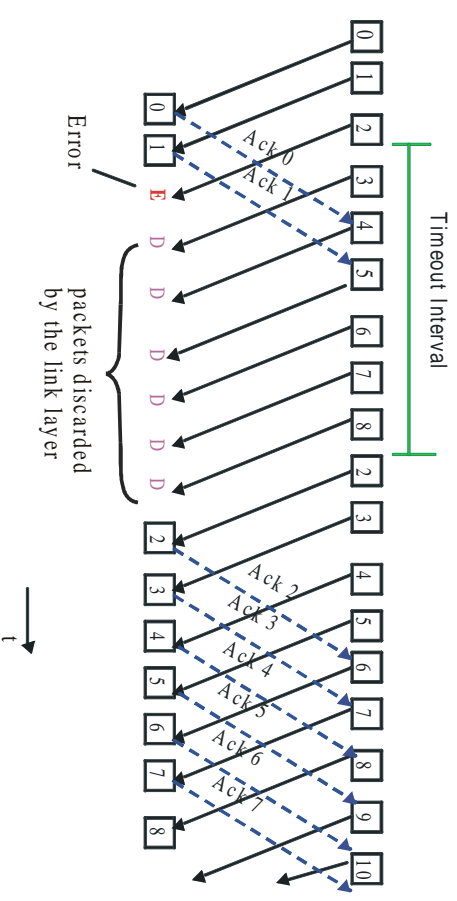 Timeout Interval
0 1 2 3 4 5 6 7 8 2 3 4 5 6 7 8 9 10
Ack 0
Ack 1
Ack 2
Ack 3
Ack 4
Ack 5
Ack 6
Ack 7
0 1 E D D D D D D 2 3 4 5 6 7 8
Error
packets discarded
by the link layer
t